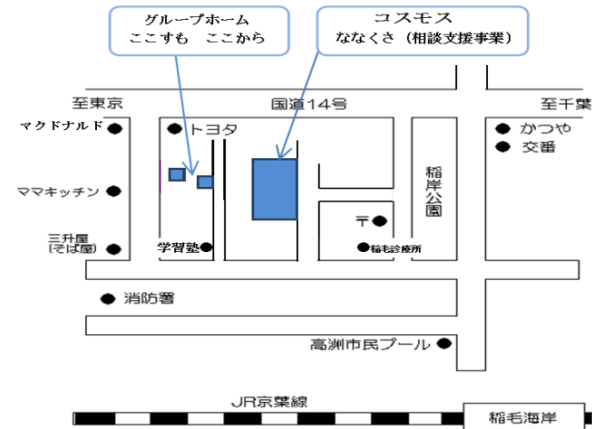 グループホーム
ここすも　ここから
コスモス
ななくさ（相談支援事業）
至東京
国道14号
至千葉
マクドナルド
トヨタ
かつや
交番
ママキッチン
稲岸公園
〒
三升屋
(そば屋)
学習塾
稲毛診療所
消防署
高洲市民プール
JR京葉線
稲毛海岸